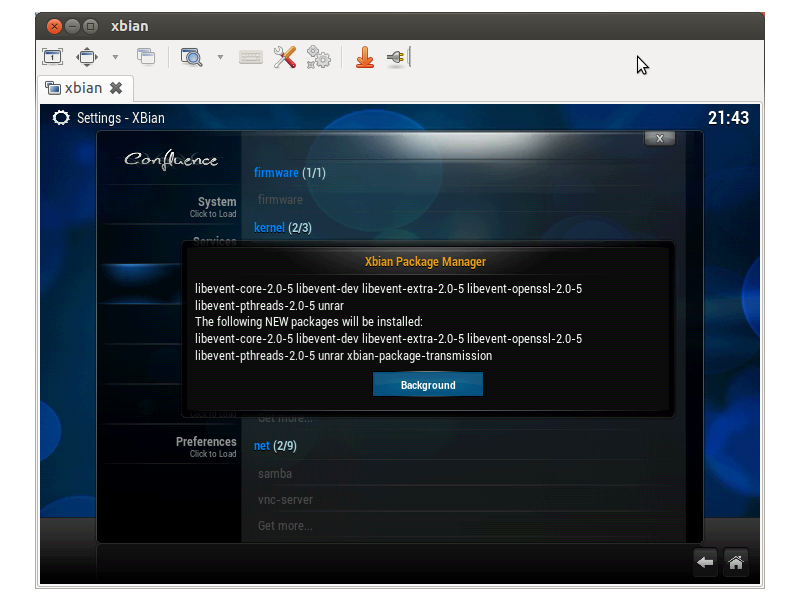 xbian
xbian
Settings - XBian
21:43
Confluence
X
firmware (1/1)
System
Click to Load
firmware
kernel (2/3)
Services
Xbian Package Manager
libevent-core-2.0-5 libevent-dev libevent-extra-2.0-5 libevent-openssl-2.0-5
libevent-pthreads-2.0-5 unrar
The following NEW packages will be installed:
libevent-core-2.0-5 libevent-dev libevent-extra-2.0-5 libevent-openssl-2.0-5
libevent-pthreads-2.0-5 unrar xbian-package-transmission
Background
Click to Load
Get more...
Preferences
Click to Load
net (2/9)
samba
vnc-server
Get more...